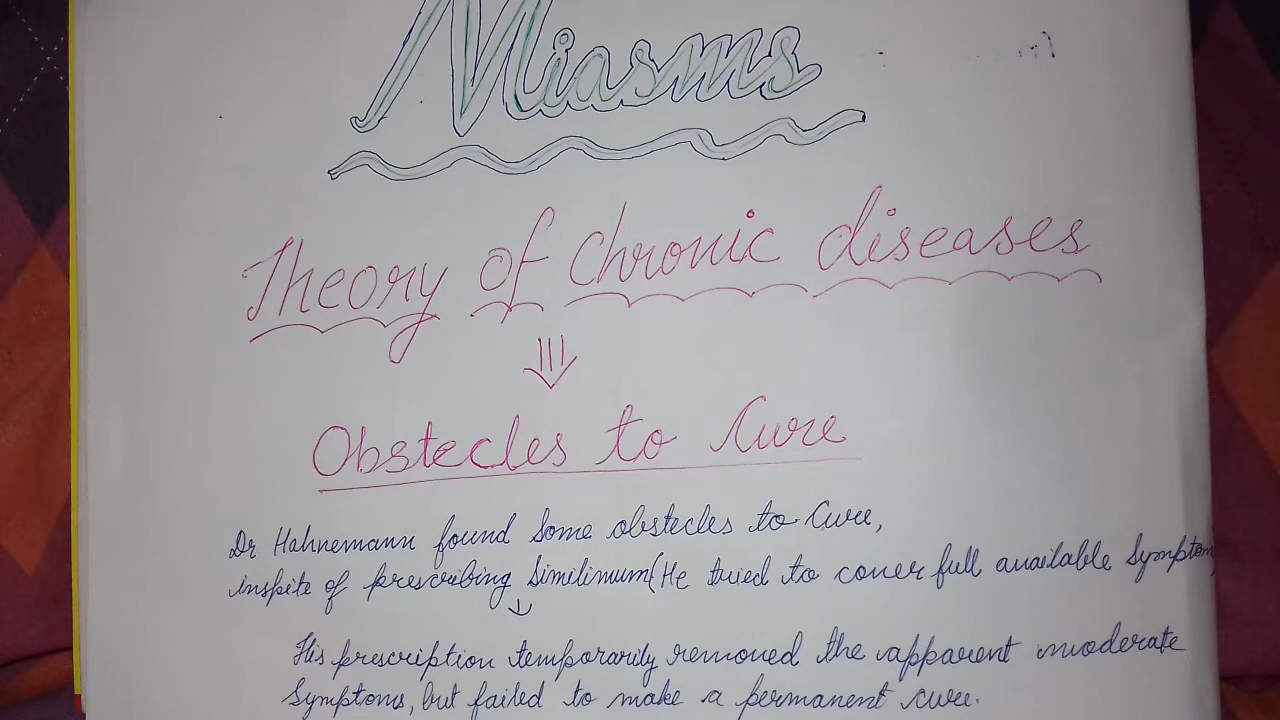 Miasms
Theory of Chronic diseases
Obstecles to Cure
Dr Hahnemann found Some obstecles to Cure,
inspite of prescribing Similimum (He tried to cover full available Symptom)
His prescription temporarily removed the apparent moderate
Symptoms, but failed to make a permanent cure.